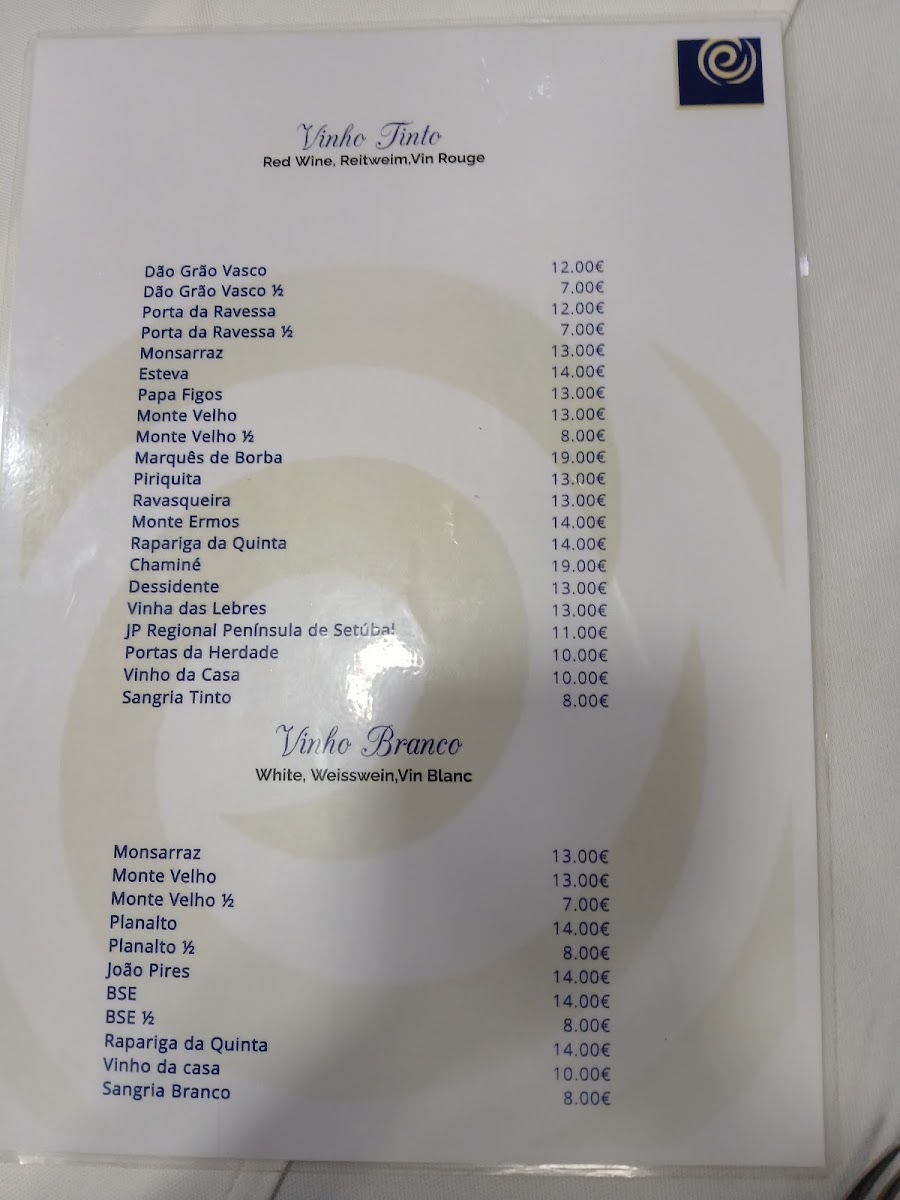 Vinho Tinto
Red Wine, Reitweim,Vin Rouge
Dão Grão Vasco 12.00€
Dão Grão Vasco ½ 7.00€
Porta da Ravessa 12.00€
Porta da Ravessa ½ 7.00€
Monsarraz 13.00€
Esteva 14.00€
Papa Figos 13.00€
Monte Velho 13.00€
Monte Velho ½ 8.00€
Marquês de Borba 19.00€
Piriquita 13.00€
Ravasqueira 13.00€
Monte Ermos 14.00€
Rapariga da Quinta 14.00€
Chaminé 19.00€
Dessidente 13.00€
Vinha das Lebres 13.00€
JP Regional Península de Setúbal 11.00€
Portas da Herdade 10.00€
Vinho da Casa 10.00€
Sangria Tinto 8.00€
Vinho Branco
White, Weisswein,Vin Blanc
Monsarraz 13.00€
Monte Velho 13.00€
Monte Velho ½ 7.00€
Planalto 14.00€
Planalto ½ 8.00€
João Pires 14.00€
BSE 14.00€
BSE ½ 8.00€
Rapariga da Quinta 14.00€
Vinho da casa 10.00€
Sangria Branco 8.00€